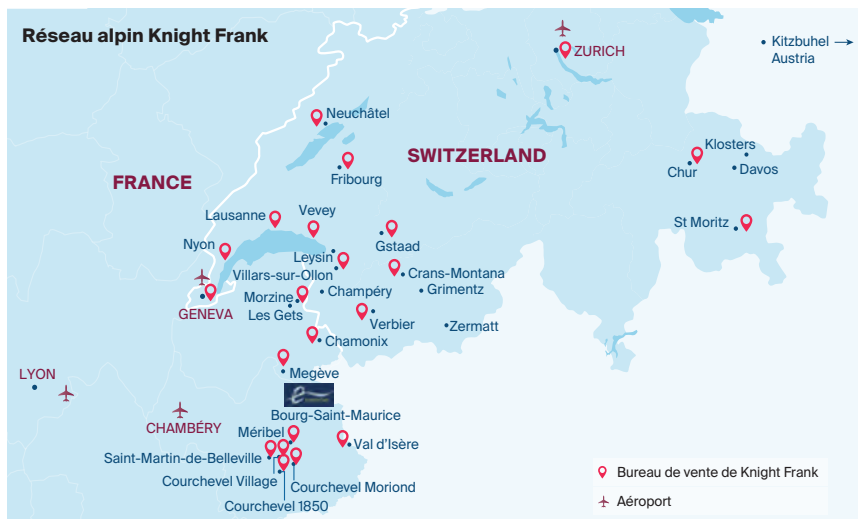 Réseau alpin Knight Frank
ZURICH
Kitzbuhel
Austria
Neuchâtel
SWITZERLAND
Klosters
Chur
Davos
Fribourg
FRANCE
Lausanne
Vevey
St Moritz
Nyon
Gstaad
Leysin
Villars-sur-Ollon
Crans-Montana
Champéry
Grimentz
Morzine
GENEVA
Les Gets
Verbier
Zermatt
Chamonix
LYON
Megève
Bourg-Saint-Maurice
CHAMBÉRY
Méribel
Val d'Isère
Saint-Martin-de-Belleville
Courchevel Village
Courchevel Moriond
Courchevel 1850
Bureau de vente de Knight Frank
Aéroport